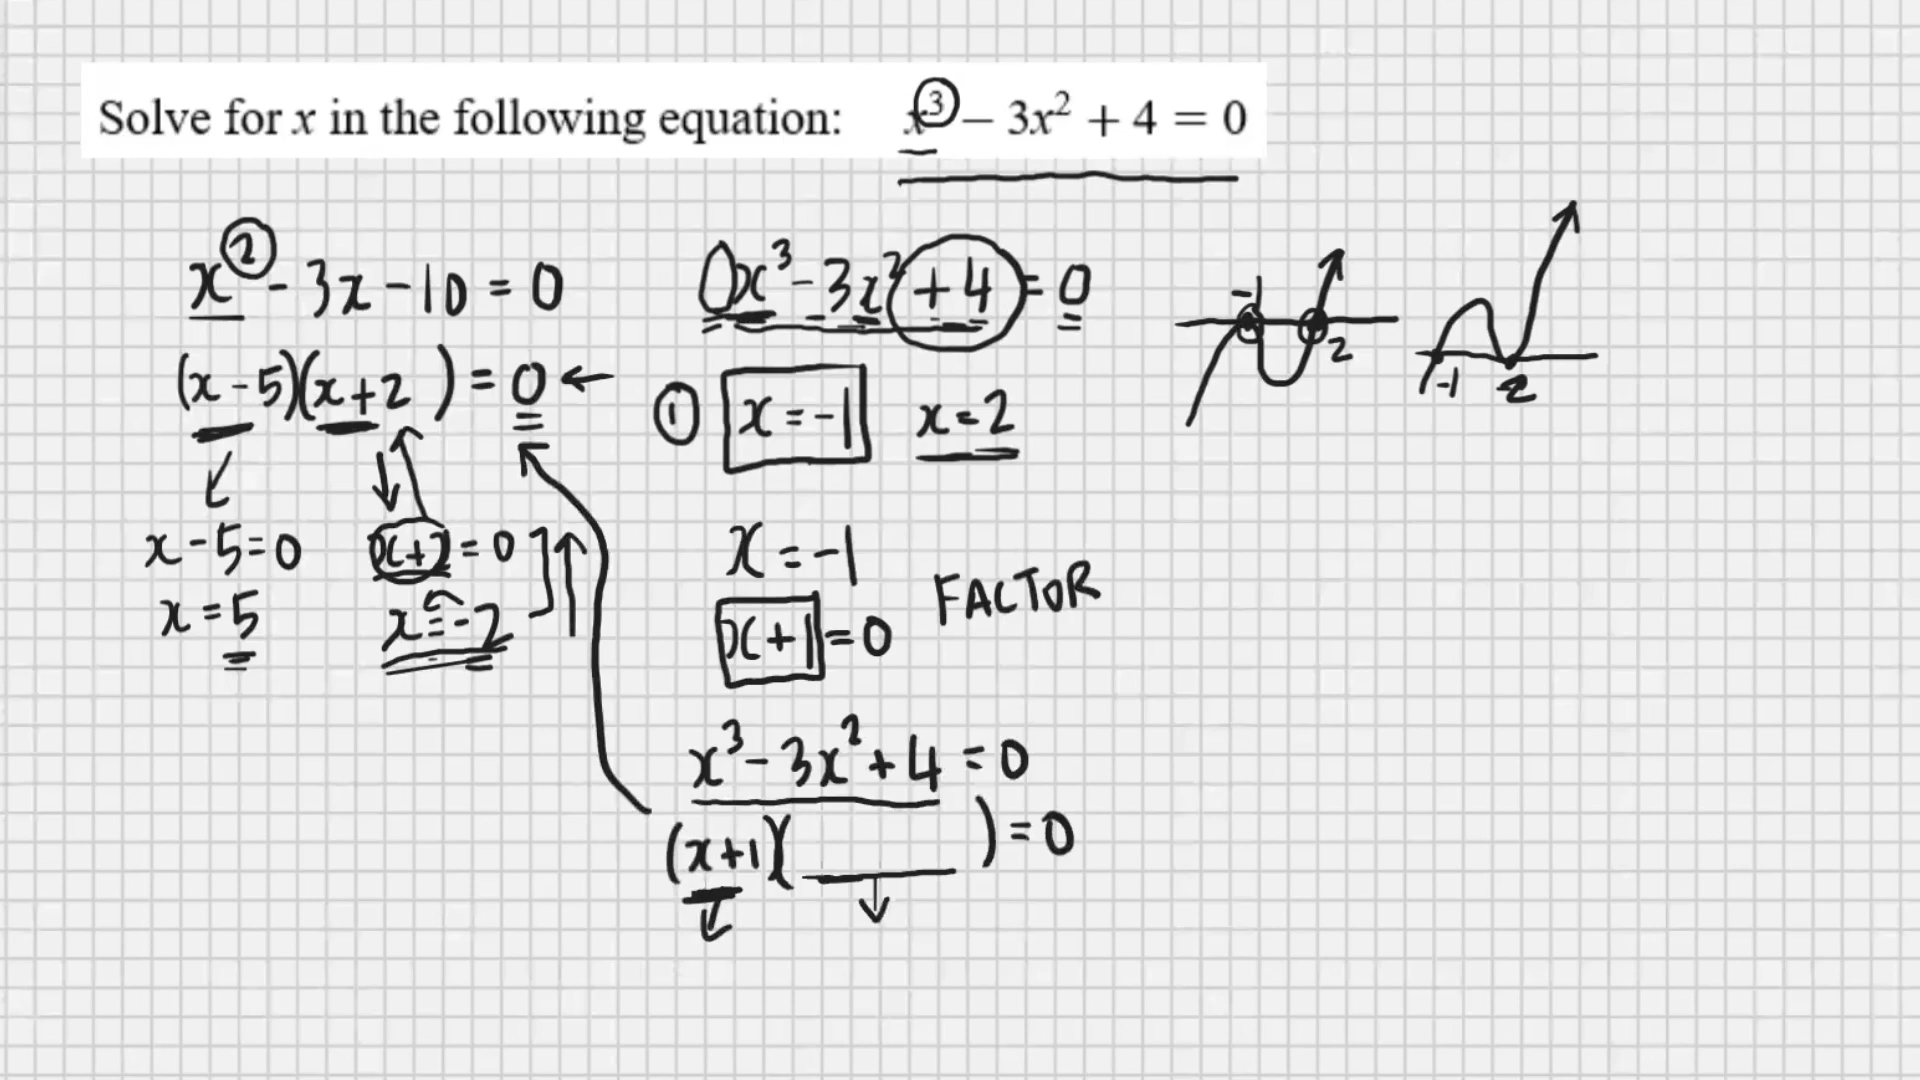 Solve for x in the following equation: x³ − 3x² + 4 = 0
x² - 3x - 10 = 0
(x - 5)(x + 2) = 0
x - 5 = 0
x + 2 = 0
x = 5
x = -2
x³ - 3x² + 4 = 0
① x = -1 x = 2
x = -1
x + 1 = 0 FACTOR
x³ - 3x² + 4 = 0
(x + 1)( ) = 0
-1
2
-1
2